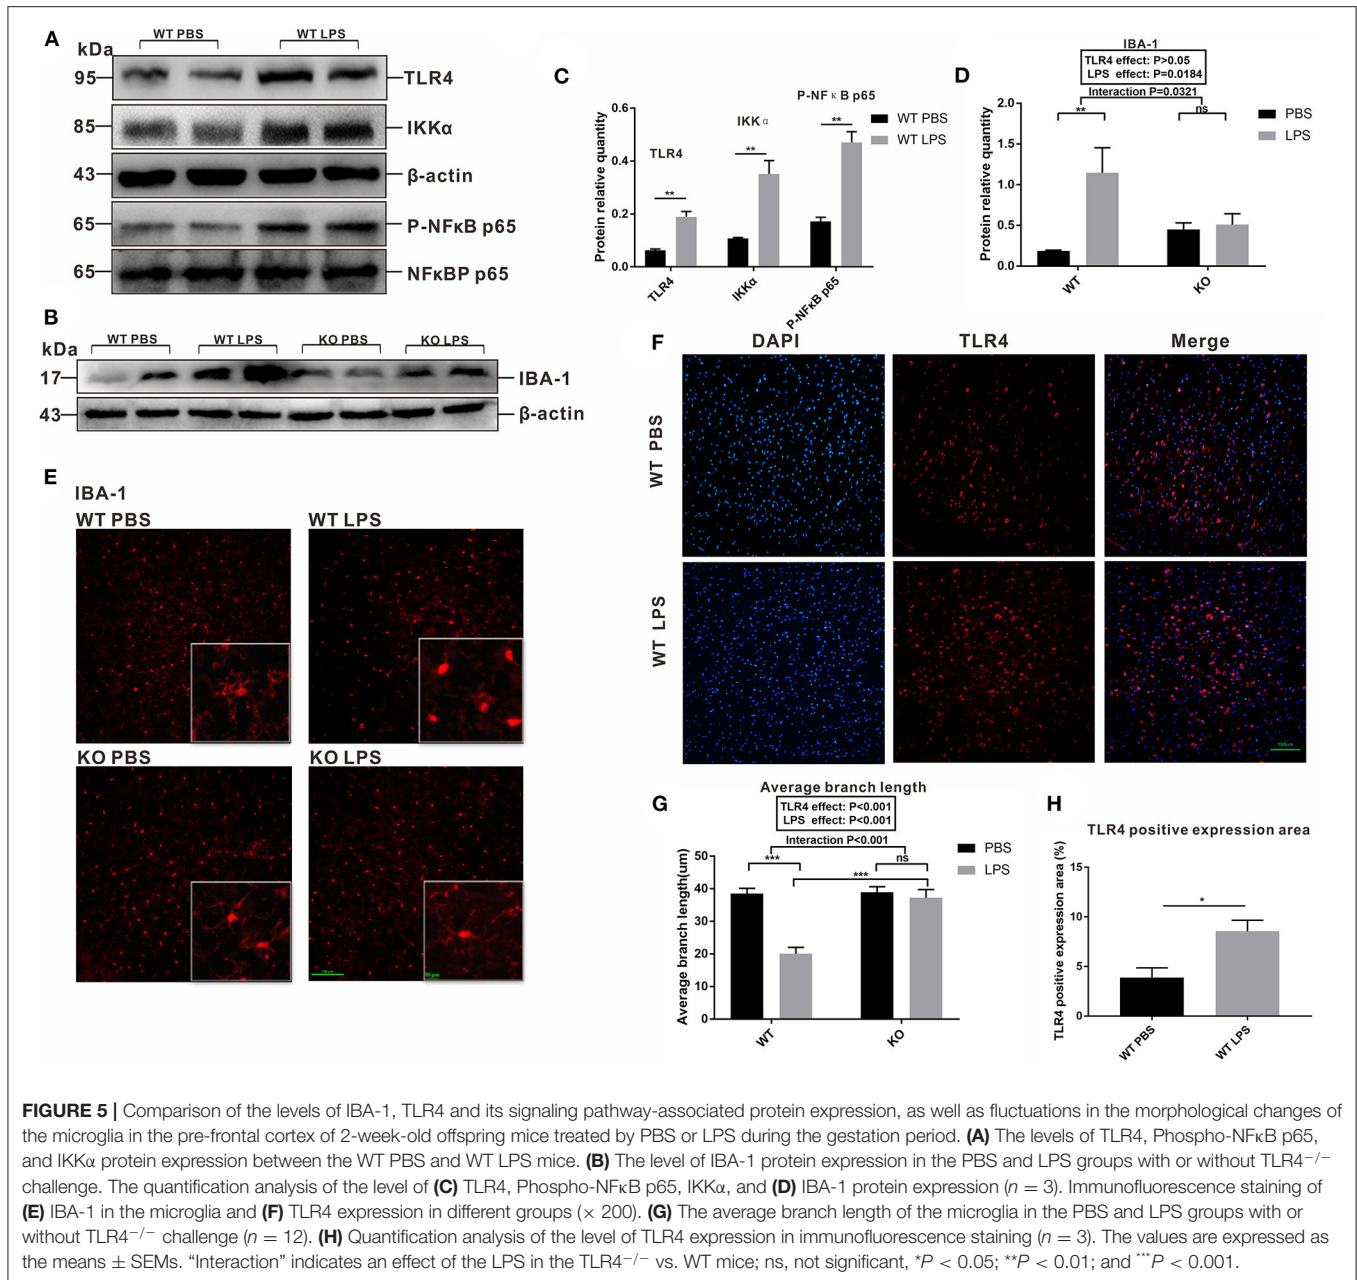 A
WT PBS
WT LPS
kDa
95
TLR4
85
IKKα
43
β-actin
65
P-NFκB p65
65
NFκBP p65
B
WT PBS
WT LPS
KO PBS
KO LPS
kDa
17
IBA-1
43
β-actin
C
Protein relative quantity
0.6
0.4
0.2
0.0
TLR4
IKKα
P-NFκB p65
**
**
**
WT PBS
WT LPS
TLR4
IKKα
P-NFκB p65
D
IBA-1
TLR4 effect: P>0.05
LPS effect: P=0.0184
Interaction P=0.0321
Protein relative quantity
2.0
1.5
1.0
0.5
0.0
**
ns
PBS
LPS
WT
KO
E
IBA-1
WT PBS
WT LPS
KO PBS
KO LPS
F
DAPI
TLR4
Merge
WT PBS
WT LPS
G
Average branch length
TLR4 effect: P<0.001
LPS effect: P<0.001
Interaction P<0.001
Average branch length(um)
50
40
30
20
10
0
***
ns
***
PBS
LPS
WT
KO
H
TLR4 positive expression area
TLR4 positive expression area (%)
15
10
5
0
*
WT PBS
WT LPS
FIGURE 5 | Comparison of the levels of IBA-1, TLR4 and its signaling pathway-associated protein expression, as well as fluctuations in the morphological changes of
the microglia in the pre-frontal cortex of 2-week-old offspring mice treated by PBS or LPS during the gestation period. (A) The levels of TLR4, Phospho-NFκB p65,
and IKKα protein expression between the WT PBS and WT LPS mice. (B) The level of IBA-1 protein expression in the PBS and LPS groups with or without TLR4−/−
challenge. The quantification analysis of the level of (C) TLR4, Phospho-NFκB p65, IKKα, and (D) IBA-1 protein expression (n = 3). Immunofluorescence staining of
(E) IBA-1 in the microglia and (F) TLR4 expression in different groups (× 200). (G) The average branch length of the microglia in the PBS and LPS groups with or
without TLR4−/− challenge (n = 12). (H) Quantification analysis of the level of TLR4 expression in immunofluorescence staining (n = 3). The values are expressed as
the means ± SEMs. “Interaction” indicates an effect of the LPS in the TLR4−/− vs. WT mice; ns, not significant, *P < 0.05; **P < 0.01; and ***P < 0.001.